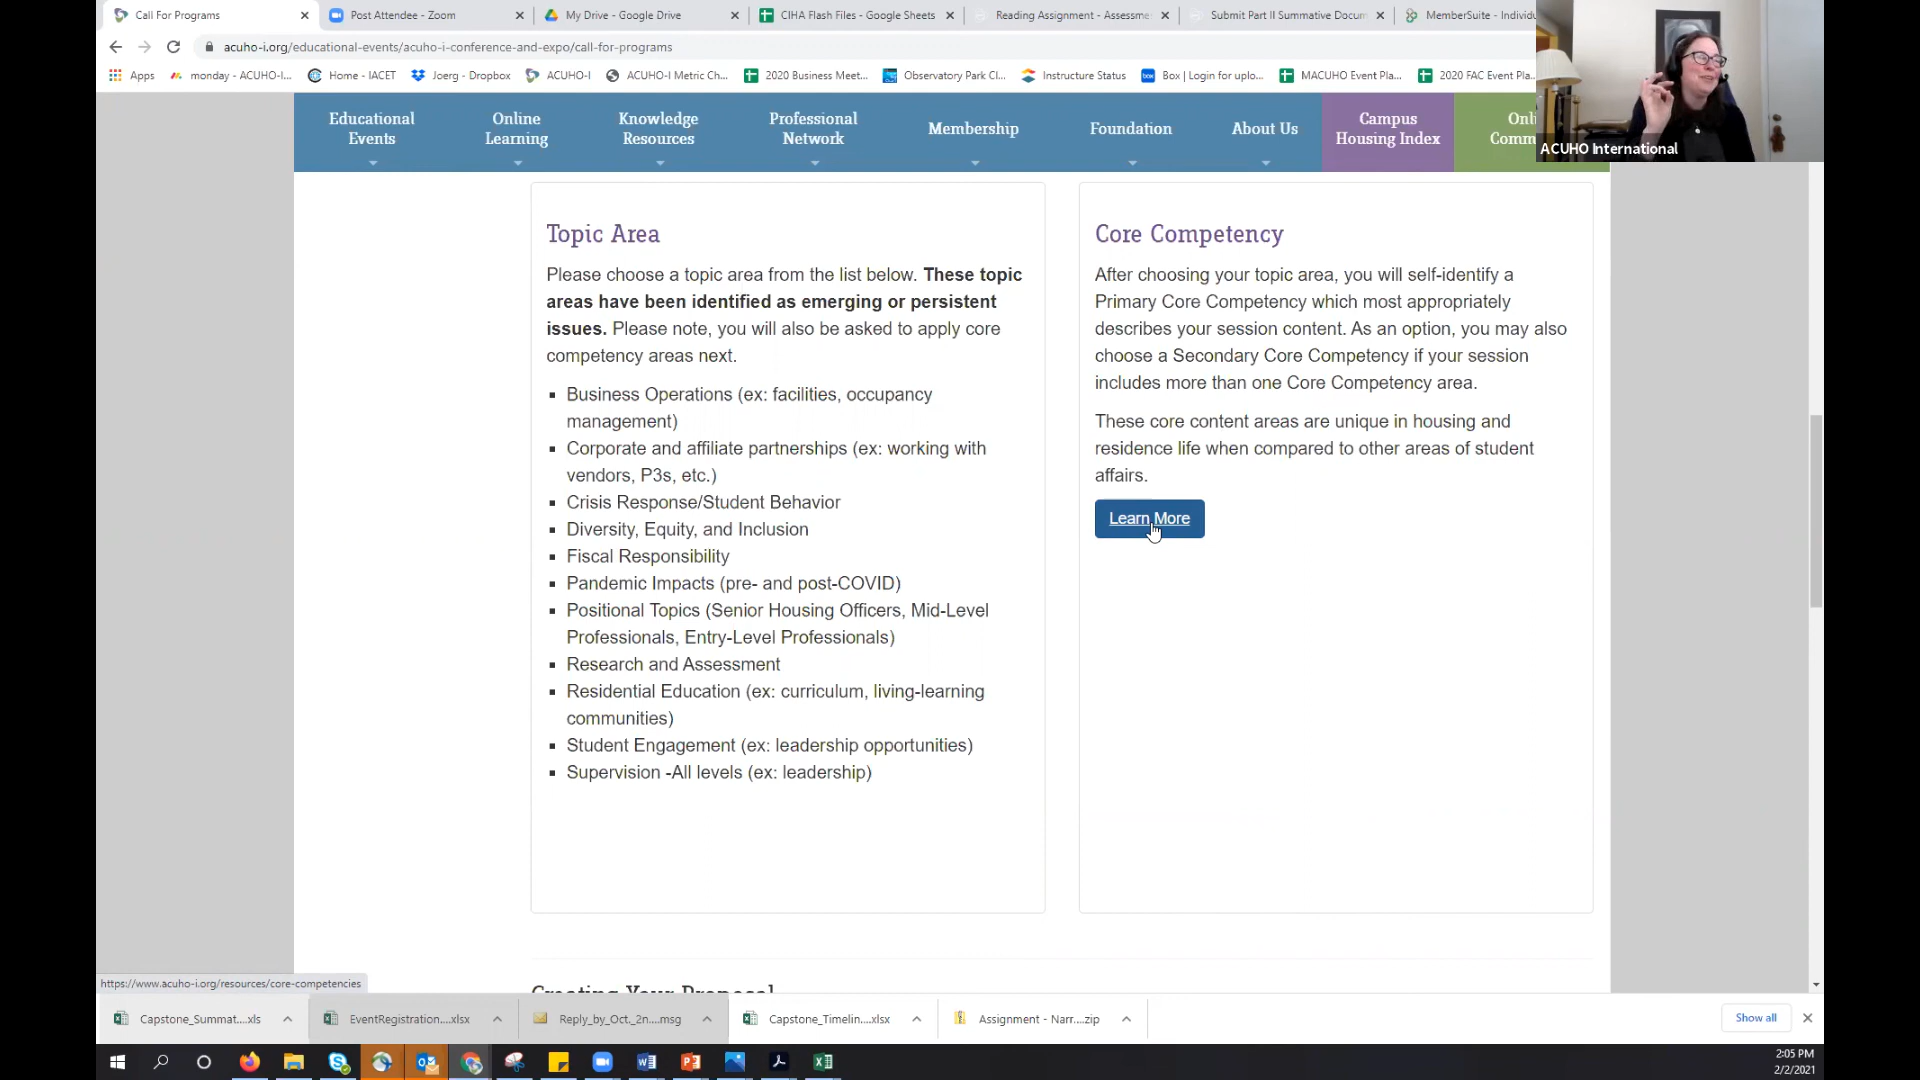 Call For Programs
Post Attendee - Zoom
My Drive - Google Drive
CIHA Flash Files - Google Sheets
Reading Assignment - Assessme
Submit Part II Summative Docum
MemberSuite - Individu
acuho-i.org/educational-events/acuho-i-conference-and-expo/call-for-programs
Apps
monday - ACUHO-I...
Home - IACET
Joerg - Dropbox
ACUHO-I
ACUHO-I Metric Ch...
2020 Business Meet...
Observatory Park Cl...
Instructure Status
Box | Login for uplo...
MACUHO Event Pla...
2020 FAC Event Pla...
Educational Events
Online Learning
Knowledge Resources
Professional Network
Membership
Foundation
About Us
Campus Housing Index
ACUHO International
Topic Area
Please choose a topic area from the list below. These topic
areas have been identified as emerging or persistent
issues. Please note, you will also be asked to apply core
competency areas next.
Business Operations (ex: facilities, occupancy
management)
Corporate and affiliate partnerships (ex: working with
vendors, P3s, etc.)
Crisis Response/Student Behavior
Diversity, Equity, and Inclusion
Fiscal Responsibility
Pandemic Impacts (pre- and post-COVID)
Positional Topics (Senior Housing Officers, Mid-Level
Professionals, Entry-Level Professionals)
Research and Assessment
Residential Education (ex: curriculum, living-learning
communities)
Student Engagement (ex: leadership opportunities)
Supervision -All levels (ex: leadership)
Core Competency
After choosing your topic area, you will self-identify a
Primary Core Competency which most appropriately
describes your session content. As an option, you may also
choose a Secondary Core Competency if your session
includes more than one Core Competency area.
These core content areas are unique in housing and
residence life when compared to other areas of student
affairs.
Learn More
Creating Your Proposal
https://www.acuho-i.org/resources/core-competencies
Capstone_Summat....xls
EventRegistration....xlsx
Reply_by_Oct._2n....msg
Capstone_Timelin....xlsx
Assignment - Narr....zip
Show all
2:05 PM
2/2/2021